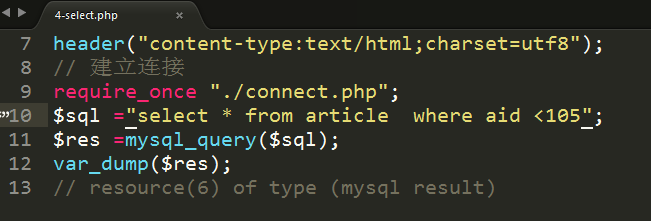 4-select.php ×
7 header("content-type:text/html;charset=utf8");
8 // 建立连接
9 require_once "./connect.php";
10 $sql ="select * from article  where aid <105";
11 $res =mysql_query($sql);
12 var_dump($res);
13 // resource(6) of type (mysql result)